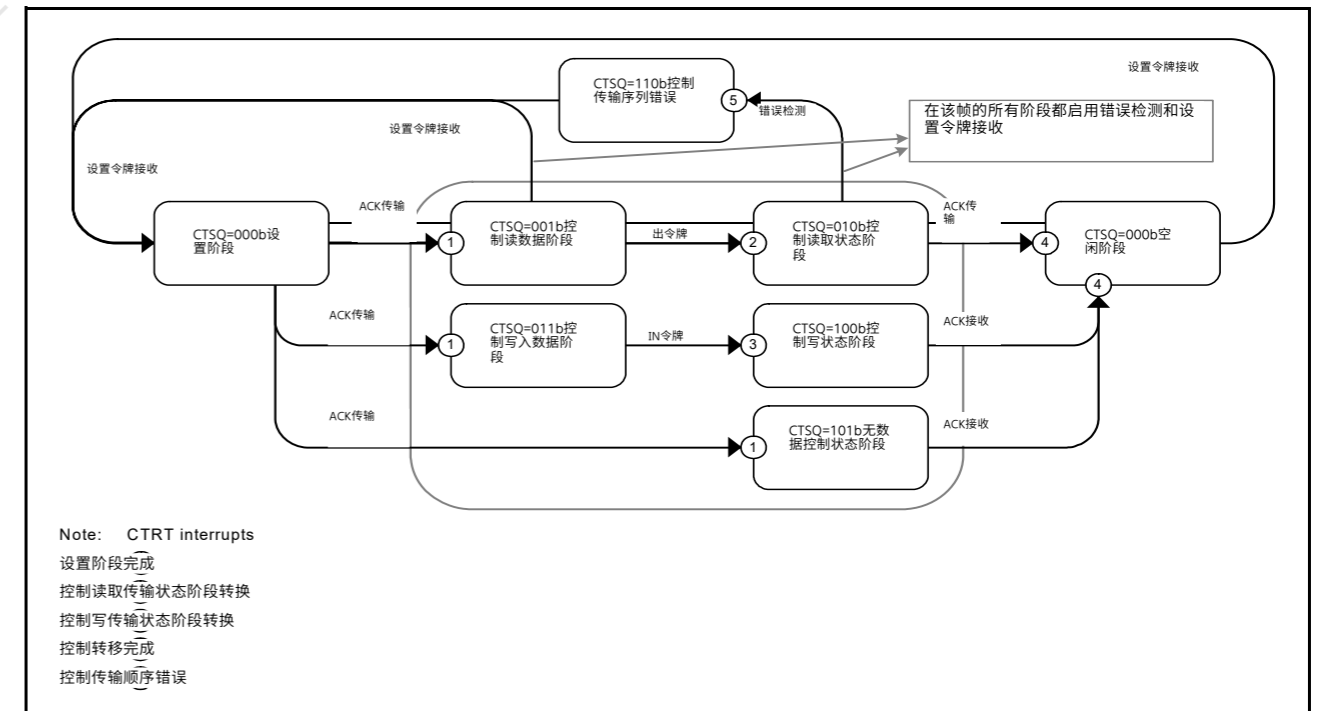 设置令牌接收
CTSQ=110b控制
传输序列错误
5
错误检测
在该帧的所有阶段都启用错误检测和设
置令牌接收
设置令牌接收
设置令牌接收
ACK传输
ACK传
输
CTSQ=000b设
置阶段
1
CTSQ=001b控
制读数据阶段
出令牌
2
CTSQ=010b控
制读取状态阶
段
4
CTSQ=000b空
闲阶段
4
ACK传输
1
CTSQ=011b控
制写入数据阶
段
IN令牌
3
CTSQ=100b控
制写状态阶段
ACK接收
ACK传输
1
CTSQ=101b无数
据控制状态阶段
ACK接收
Note: CTRT interrupts
设置阶段完成
控制读取传输状态阶段转换
控制写传输状态阶段转换
控制转移完成
控制传输顺序错误